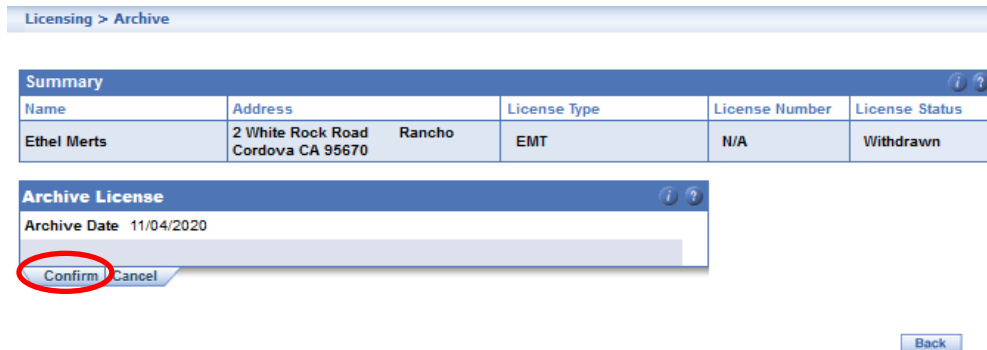 Licensing > Archive
Summary
Name Address License Type License Number License Status
Ethel Merts 2 White Rock Road Rancho Cordova CA 95670 EMT N/A Withdrawn
Archive License
Archive Date 11/04/2020
Confirm Cancel
Back